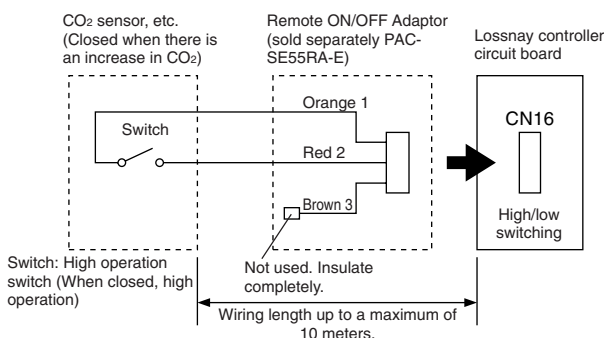 CO2 sensor, etc.
(Closed when there is
an increase in CO2)
Remote ON/OFF Adaptor
(sold separately PAC-
SE55RA-E)
Lossnay controller
circuit board
Orange 1
Switch
Red 2
Brown 3
CN16
High/low
switching
Switch: High operation
switch (When closed, high
operation)
Not used. Insulate
completely.
Wiring length up to a maximum of
10 meters.